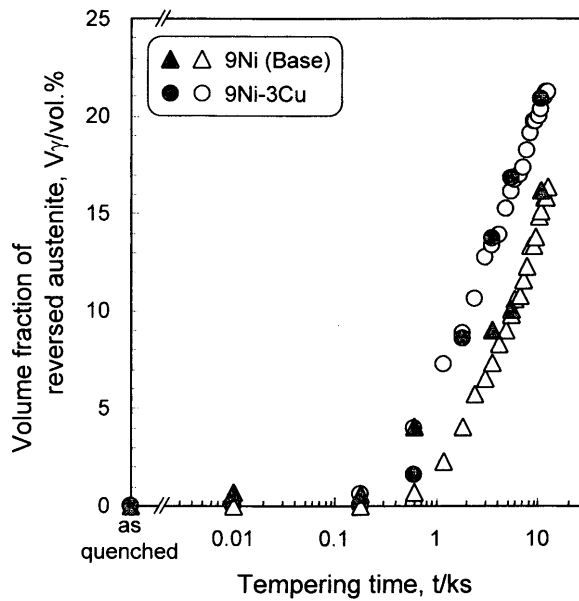 25
20
15
10
5
0
Volume fraction of
reversed austenite, Vγ/vol.%
9Ni (Base)
9Ni-3Cu
as
quenched
0.01
0.1
1
10
Tempering time, t/ks